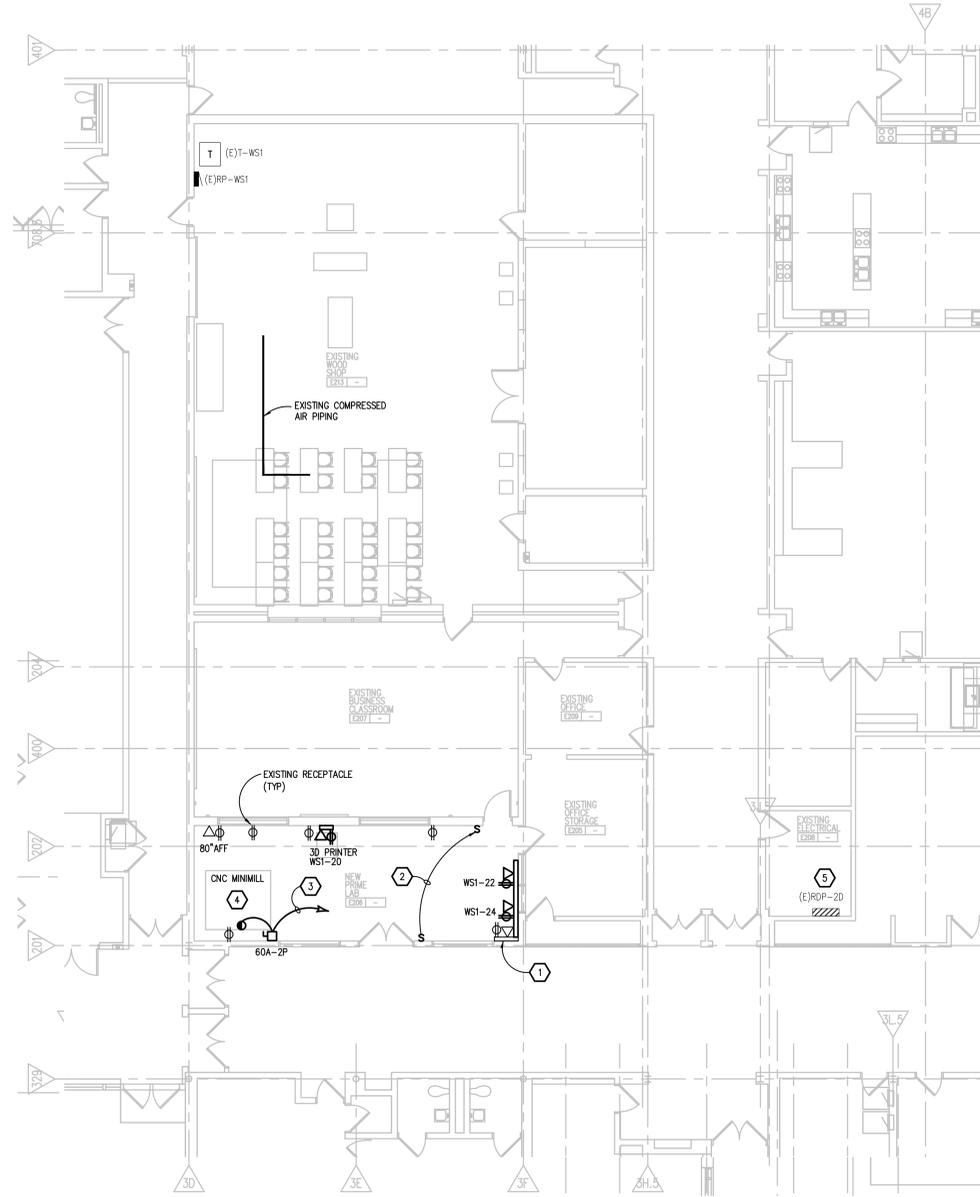 4B
401
T
(E)T-WS1
(E)RP-WS1
EXISTING
WOOD
SHOP
E213 -
EXISTING COMPRESSED
AIR PIPING
204
EXISTING
BUSINESS
CLASSROOM
E207 -
EXISTING
OFFICE
E209 -
400
EXISTING RECEPTACLE
(TYP)
EXISTING
OFFICE
STORAGE
E205 -
EXISTING
ELECTRICAL
202
80"AFF
3D PRINTER
WS1-20
CNC MINIMILL
4
3
2
NEW
PRIME
LAB
E206 -
WS1-22
WS1-24
5
(E)RDP-2D
201
60A-2P
1
3L.5
329
3D
3E
3F
3H.5